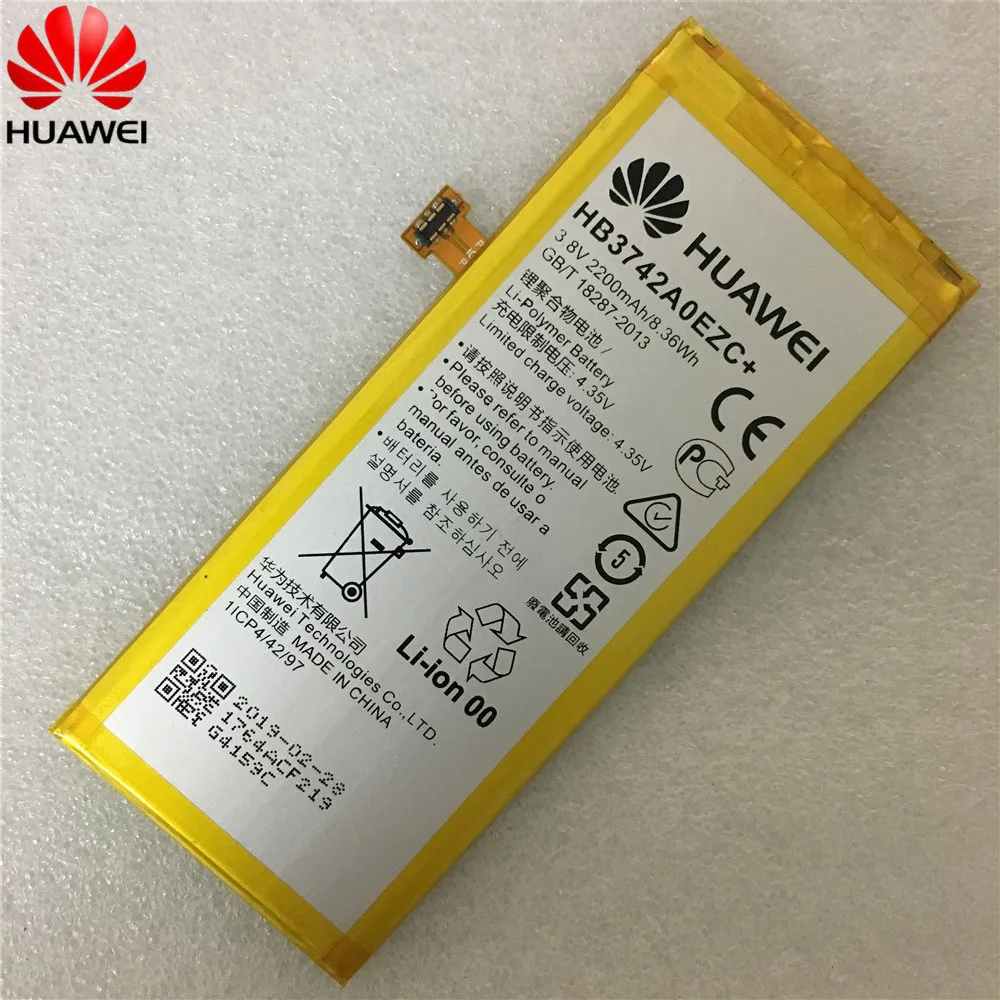 HUAWEI
HUAWEI
HB3742A0EZC+
3.8V 2200mAh/8.36Wh
GB/T 18287-2013
锂聚合物电池 /
Li-Polymer Battery
充电限制电压: 4.35V
Limited charge voltage: 4.35V
•请按照说明书指示使用电池.
•Please refer to manual
before using battery.
•Por favor, consulte o
manual antes de usar a
bateria.
•배터리를 사용하기 전에
설명서를 참조하십시오
CE
PCT
5
廢電池請回收
Li-ion 00
华为技术有限公司
Huawei Technologies Co.,LTD.
中国制造 MADE IN CHINA
1ICP4/42/97
2019-02-28
1764ACF219
G4159C